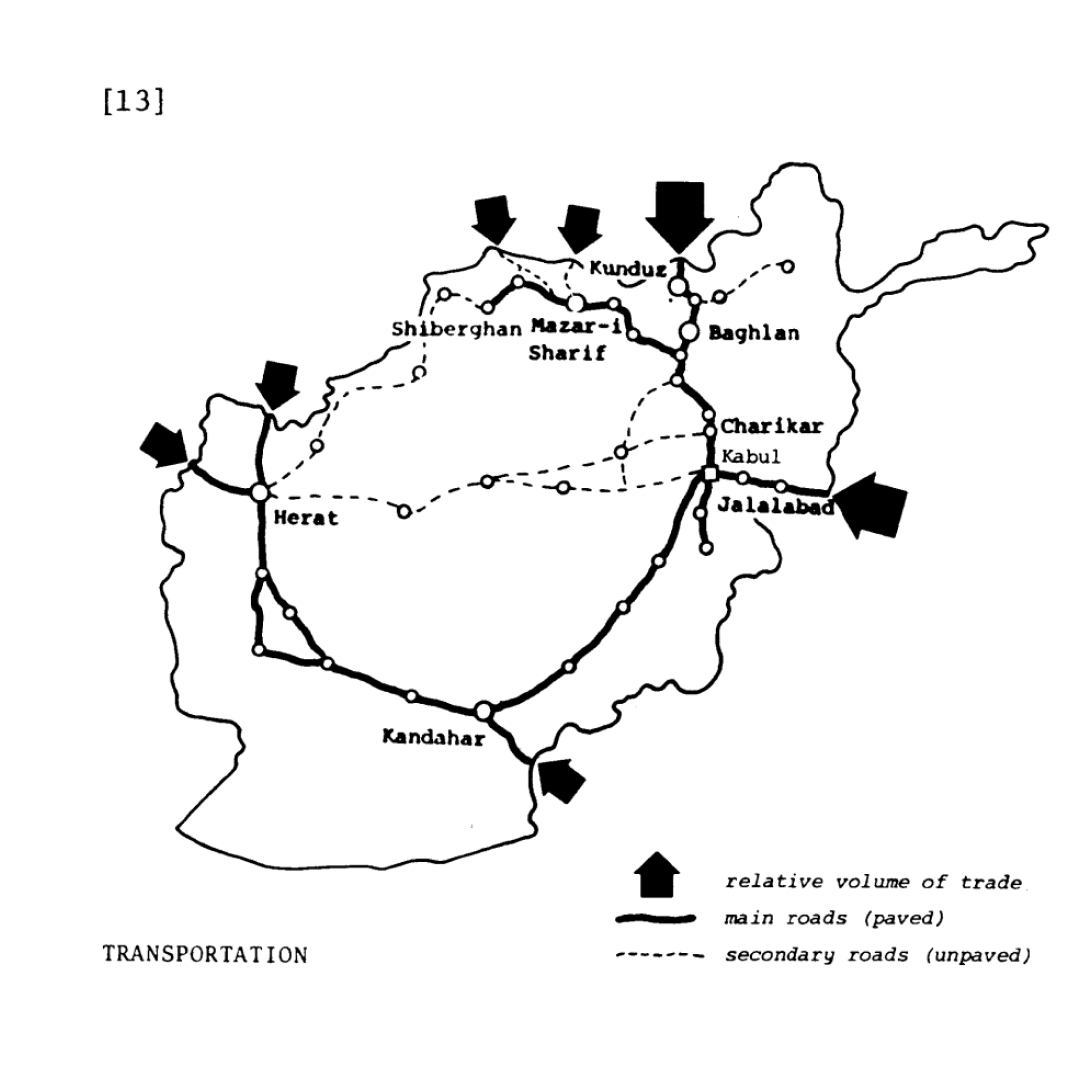 [13]
Kunduz
Shiberghan
Mazar-i
Sharif
Baghlan
Charikar
Kabul
Jalalabad
Herat
Kandahar
relative volume of trade
main roads (paved)
secondary roads (unpaved)
TRANSPORTATION